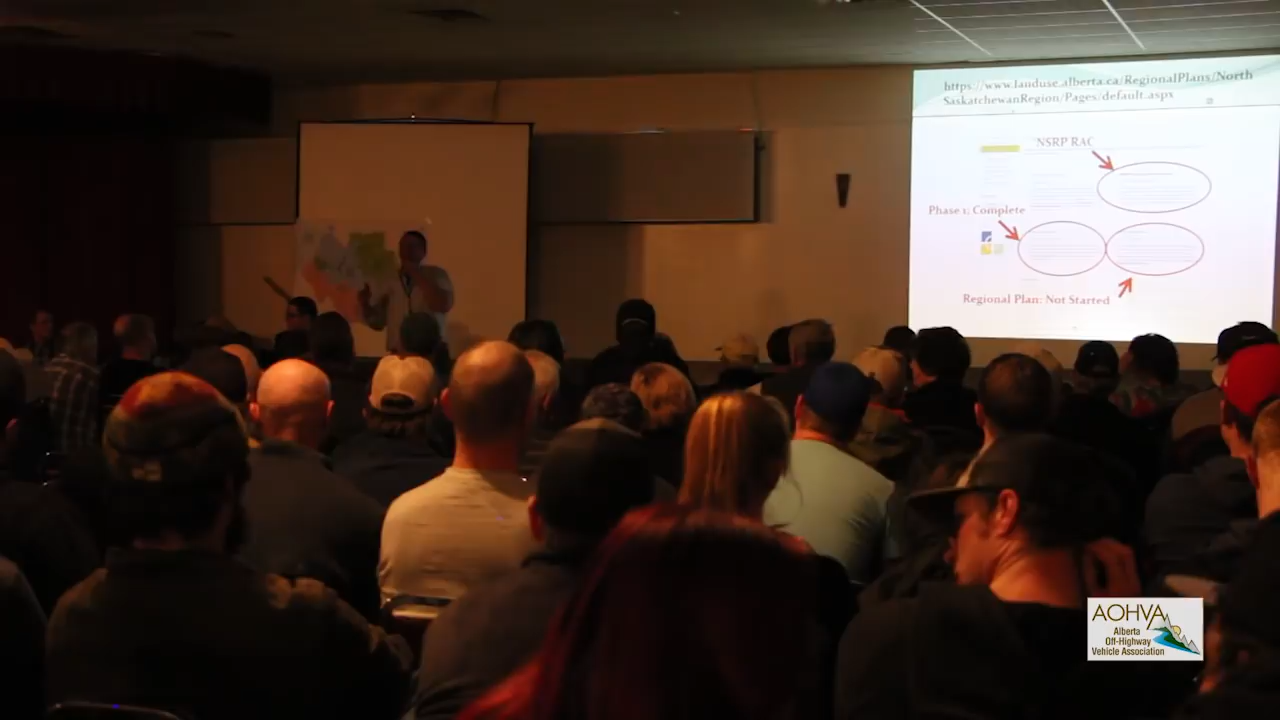 https://www.landuse.alberta.ca/RegionalPlans/North
SaskatchewanRegion/Pages/default.aspx
NSRP RAC
Phase 1: Complete
Regional Plan: Not Started
AOHVA
Alberta
Off-Highway
Vehicle Association